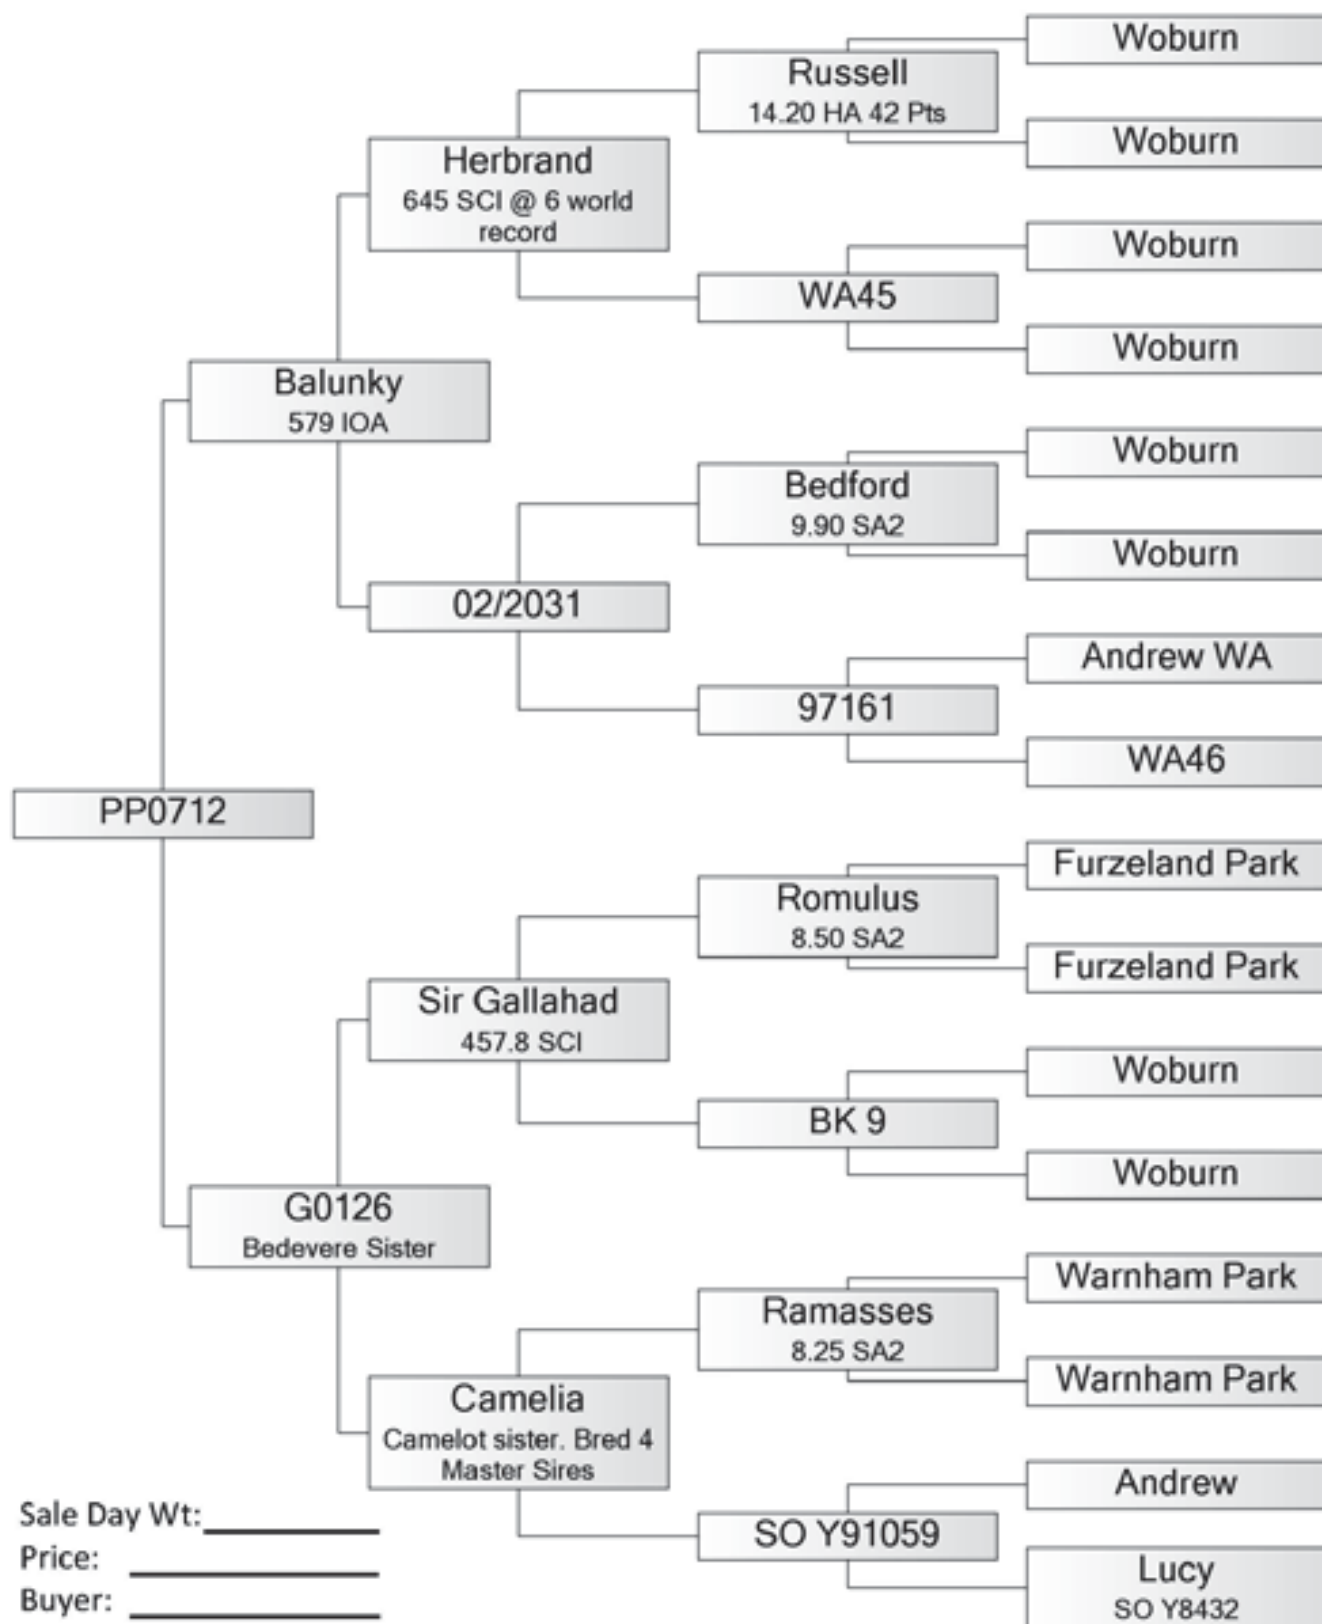 Woburn
Russell
14.20 HA 42 Pts
Woburn
Herbrand
645 SCI @ 6 world
record
Woburn
WA45
Woburn
Balunky
579 IOA
Woburn
Bedford
9.90 SA2
Woburn
02/2031
Andrew WA
97161
WA46
PP0712
Furzeland Park
Romulus
8.50 SA2
Furzeland Park
Sir Gallahad
457.8 SCI
Woburn
BK 9
Woburn
G0126
Bedevere Sister
Warnham Park
Ramasses
8.25 SA2
Warnham Park
Camelia
Camelot sister. Bred 4
Master Sires
Andrew
SO Y91059
Lucy
SO Y8432
Sale Day Wt:
Price:
Buyer: